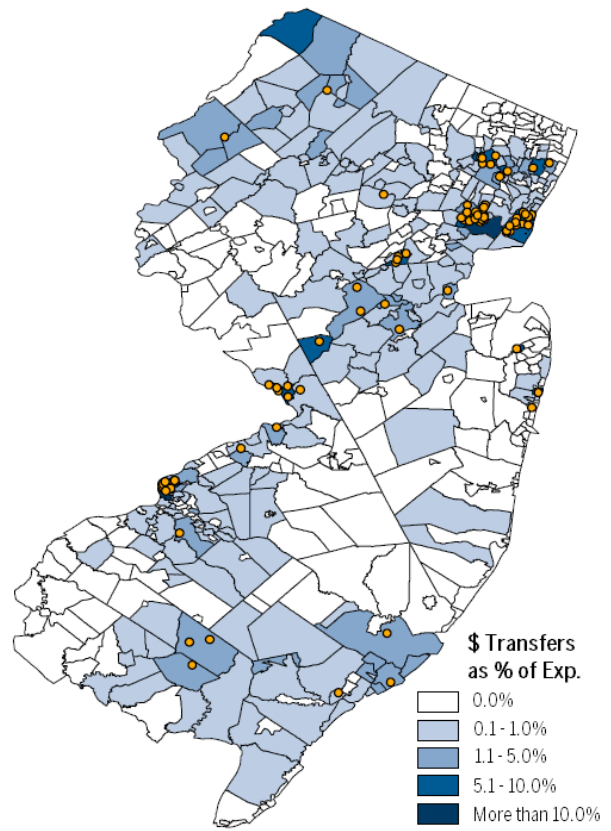 $ Transfers
as % of Exp.
0.0%
0.1 - 1.0%
1.1 - 5.0%
5.1 - 10.0%
More than 10.0%